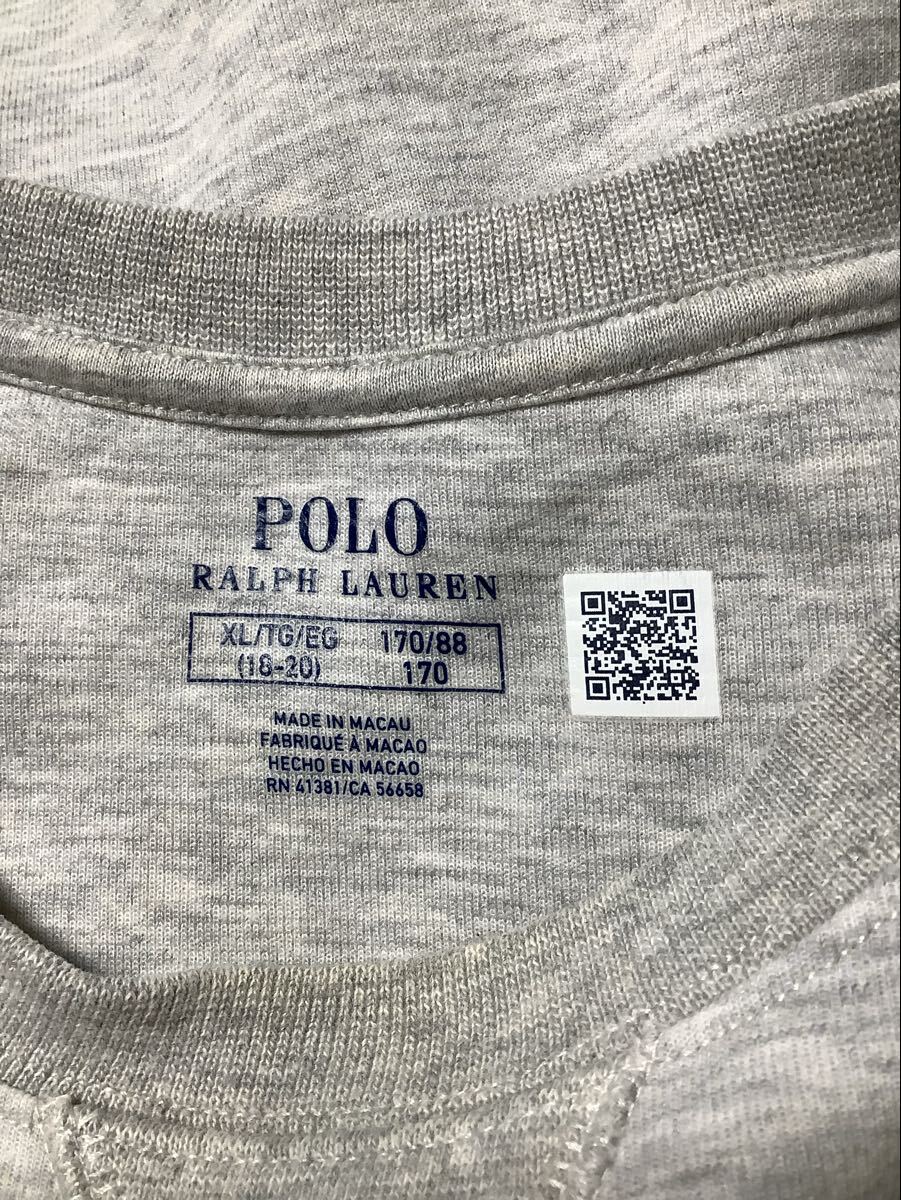 POLO
RALPH LAUREN
XL/TG/EG 170/88
(18-20) 170
MADE IN MACAU
FABRIQUÉ À MACAO
HECHO EN MACAO
RN 41381/CA 56658